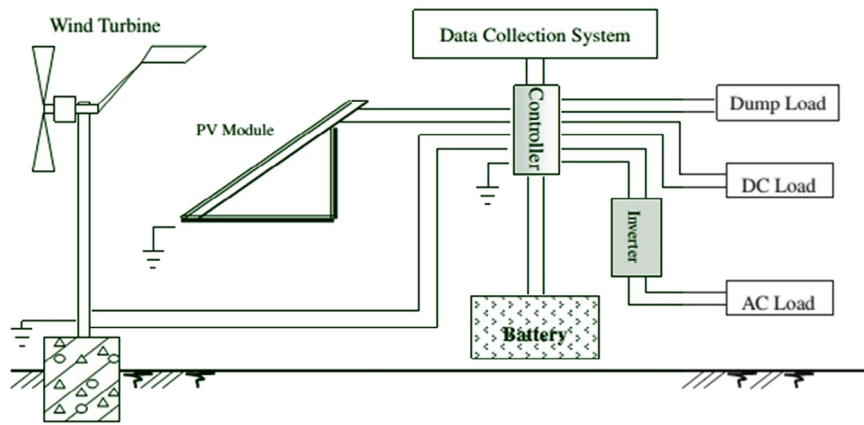 Wind Turbine
Data Collection System
PV Module
Controller
Dump Load
DC Load
Inverter
AC Load
Battery